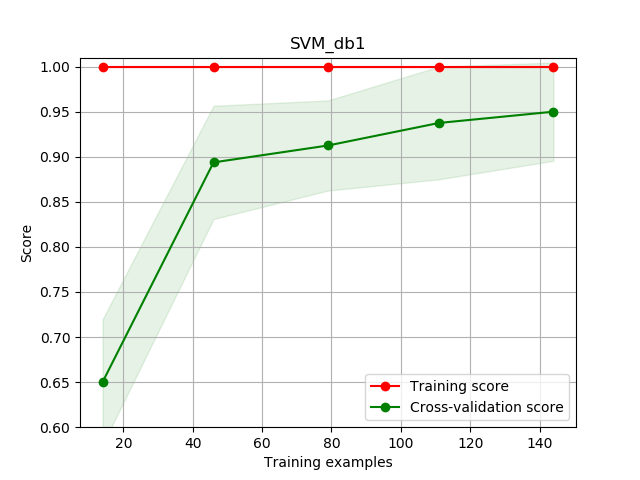 SVM_db1
1.00
0.95
0.90
0.85
0.80
0.75
0.70
0.65
0.60
Score
Training score
Cross-validation score
20 40 60 80 100 120 140
Training examples